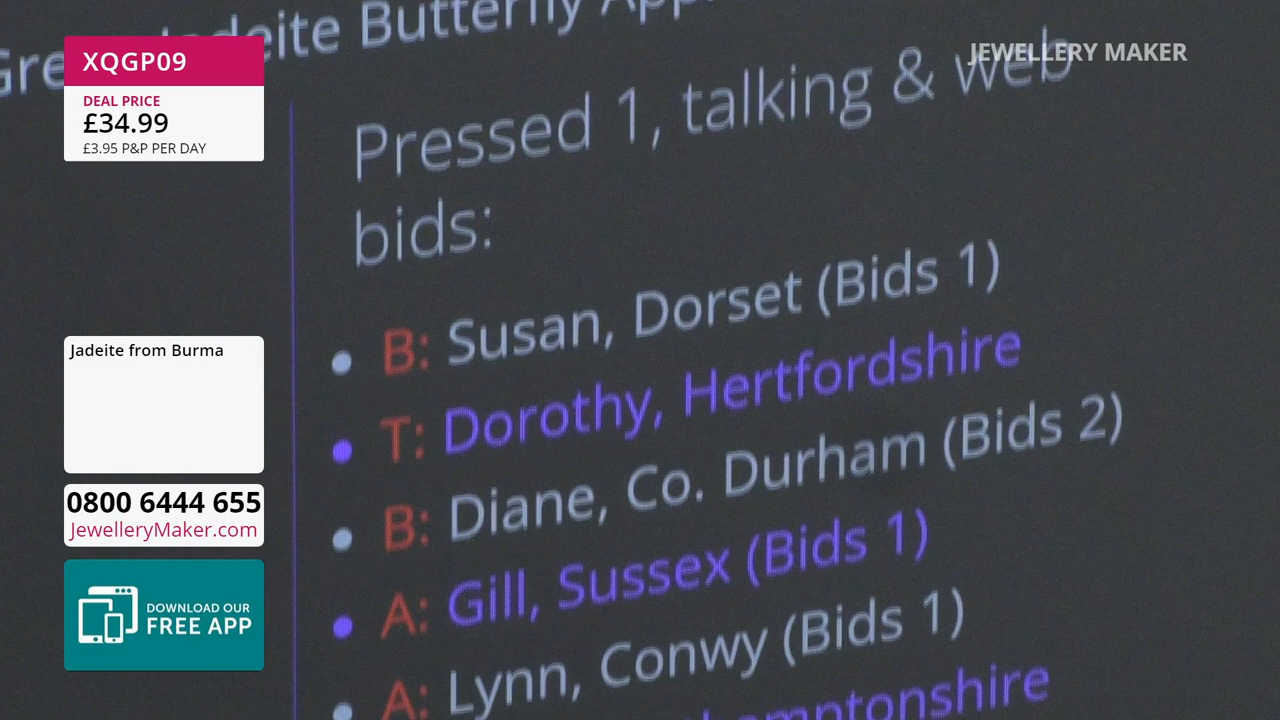 Jadeite Butterfly
XQGP09
JEWELLERY MAKER
DEAL PRICE
£34.99
£3.95 P&P PER DAY
Pressed 1, talking & web
bids:
B: Susan, Dorset (Bids 1)
T: Dorothy, Hertfordshire
B: Diane, Co. Durham (Bids 2)
A: Gill, Sussex (Bids 1)
A: Lynn, Conwy (Bids 1)
Jadeite from Burma
0800 6444 655
JewelleryMaker.com
DOWNLOAD OUR
FREE APP